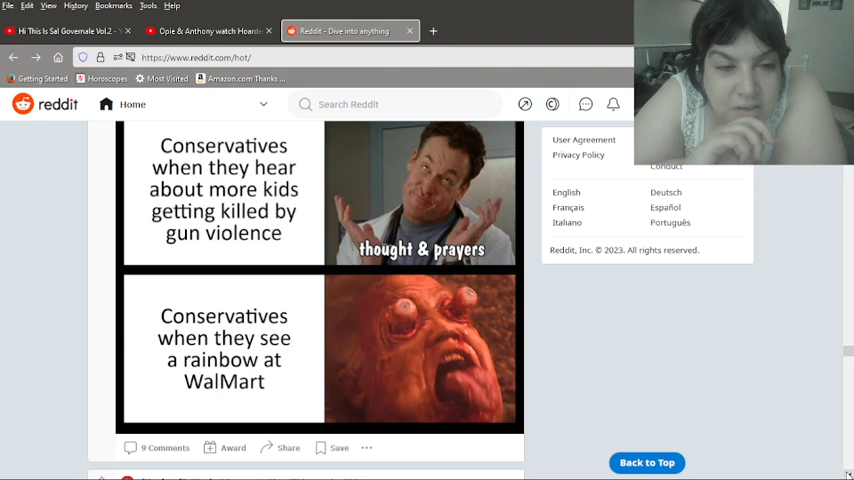 File Edit View History Bookmarks Tools Help
Hi This Is Sal Governale Vol.2 -
Opie & Anthony watch Hoarde
Reddit - Dive into anything
https://www.reddit.com/hot/
Getting Started Horoscopes Most Visited Amazon.com Thanks ...
reddit Home Search Reddit
Conservatives
when they hear
about more kids
getting killed by
gun violence
thought & prayers
Conservatives
when they see
a rainbow at
WalMart
9 Comments Award Share Save
User Agreement
Privacy Policy
Conduct
English Deutsch
Français Español
Italiano Português
Reddit, Inc. © 2023. All rights reserved.
Back to Top